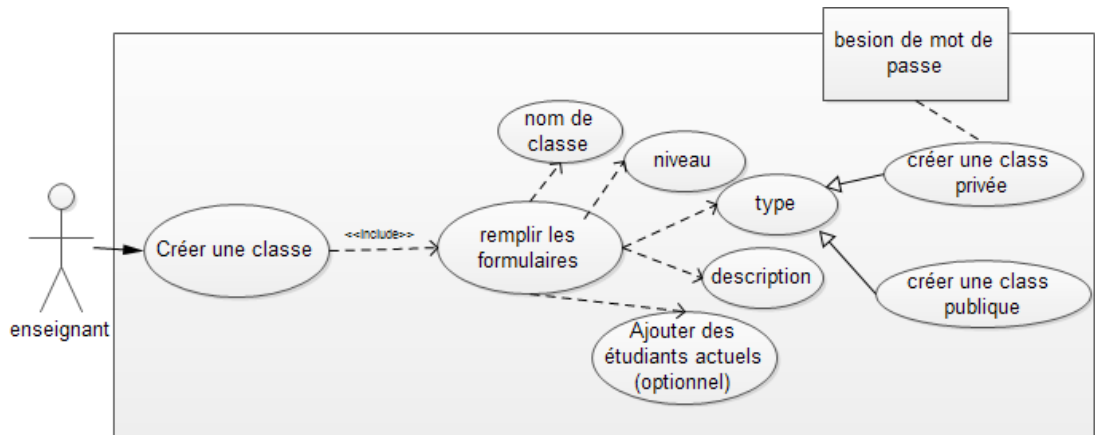 besion de mot de
passe
nom de
classe
niveau
créer une class
privée
type
Créer une classe
<<include>>
remplir les
formulaires
description
créer une class
publique
enseignant
Ajouter des
étudiants actuels
(optionnel)